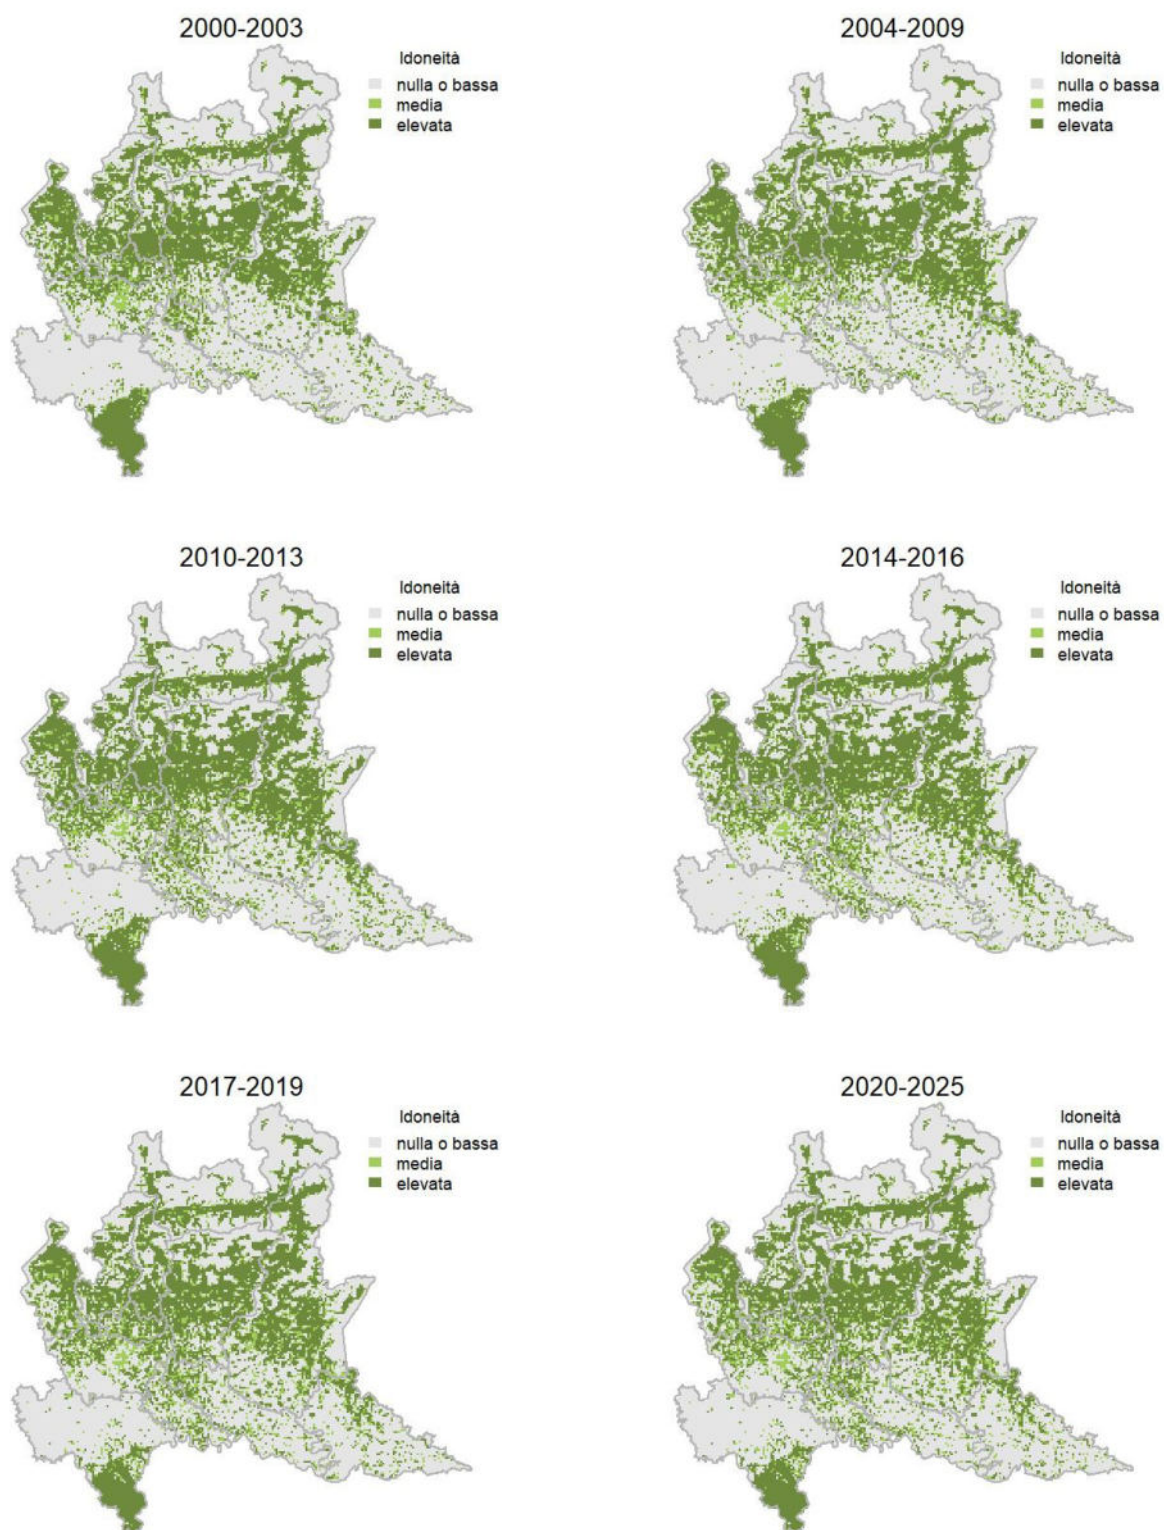 2000-2003
Idoneità
nulla o bassa
media
elevata
2004-2009
Idoneità
nulla o bassa
media
elevata
2010-2013
Idoneità
nulla o bassa
media
elevata
2014-2016
Idoneità
nulla o bassa
media
elevata
2017-2019
Idoneità
nulla o bassa
media
elevata
2020-2025
Idoneità
nulla o bassa
media
elevata